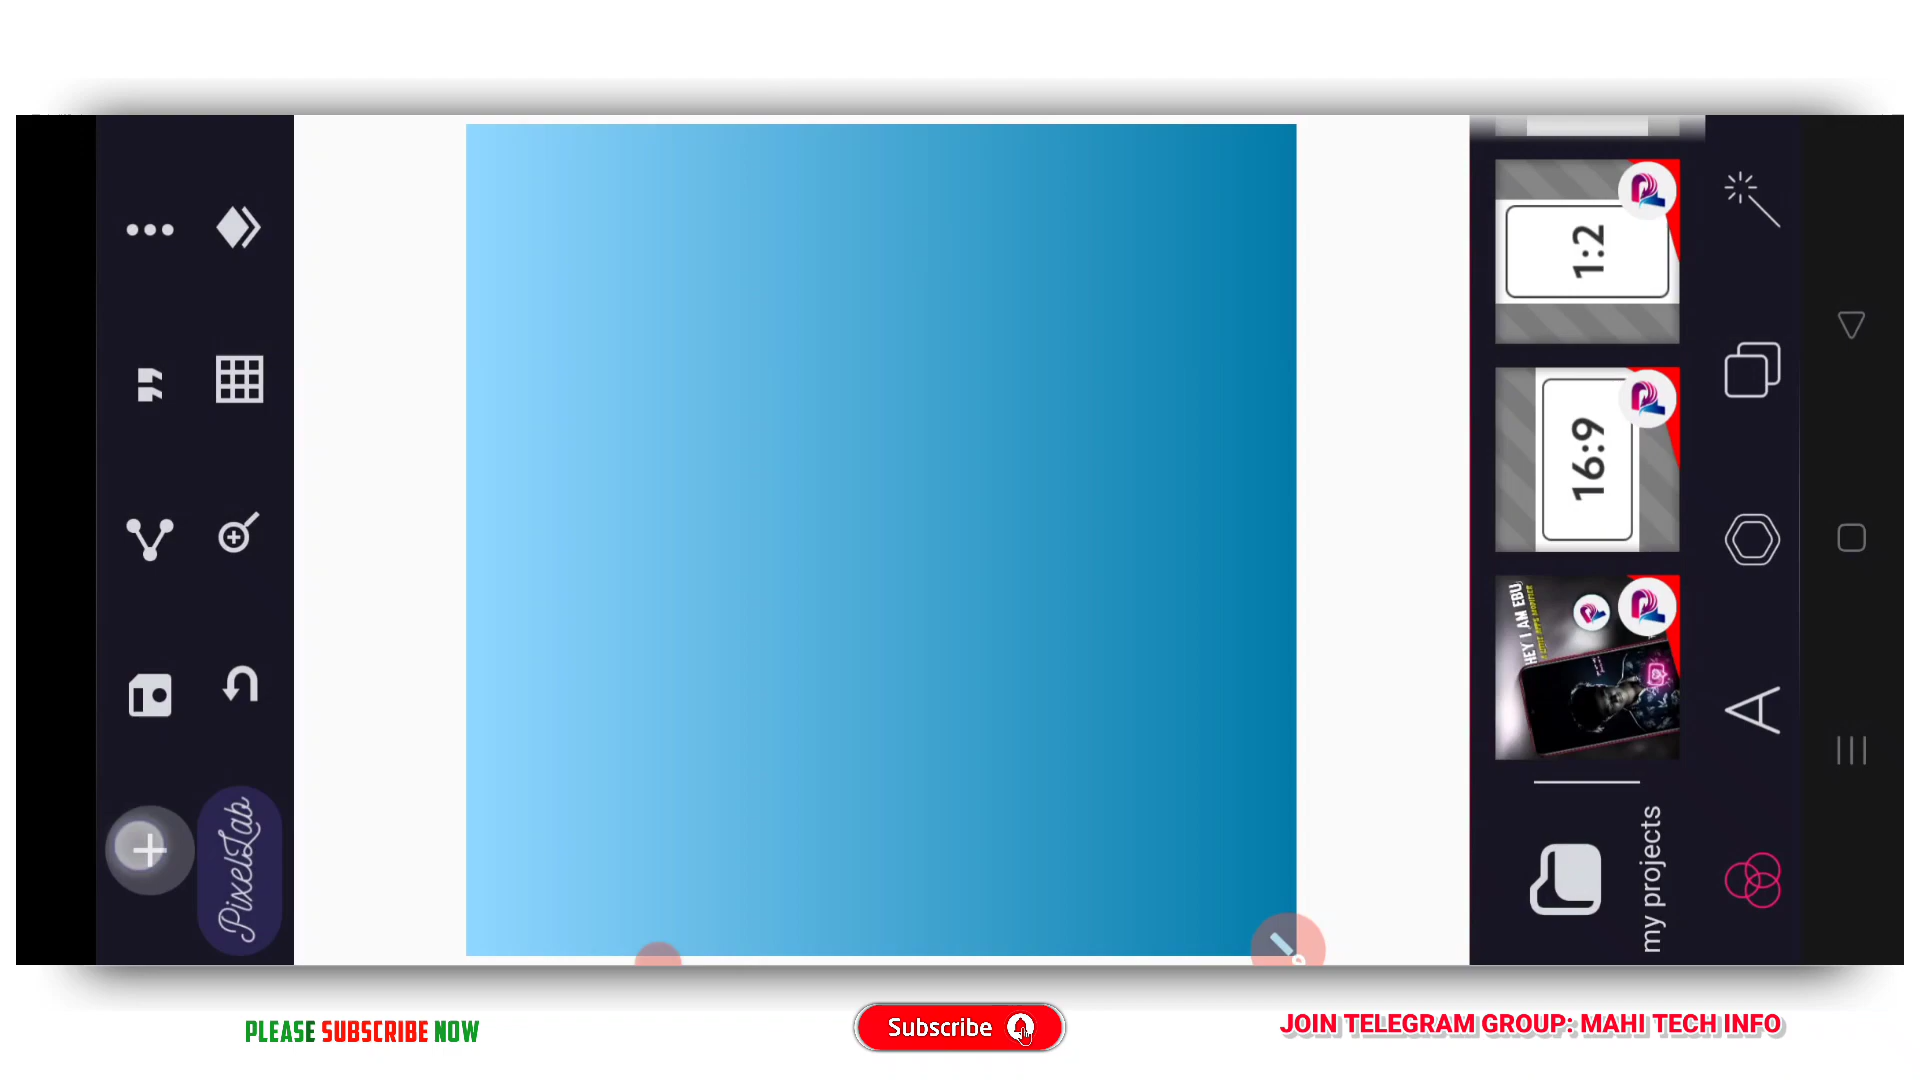 PixelLab
1:2
16:9
HEY I AM EBU
my projects
PLEASE SUBSCRIBE NOW
Subscribe
JOIN TELEGRAM GROUP: MAHI TECH INFO